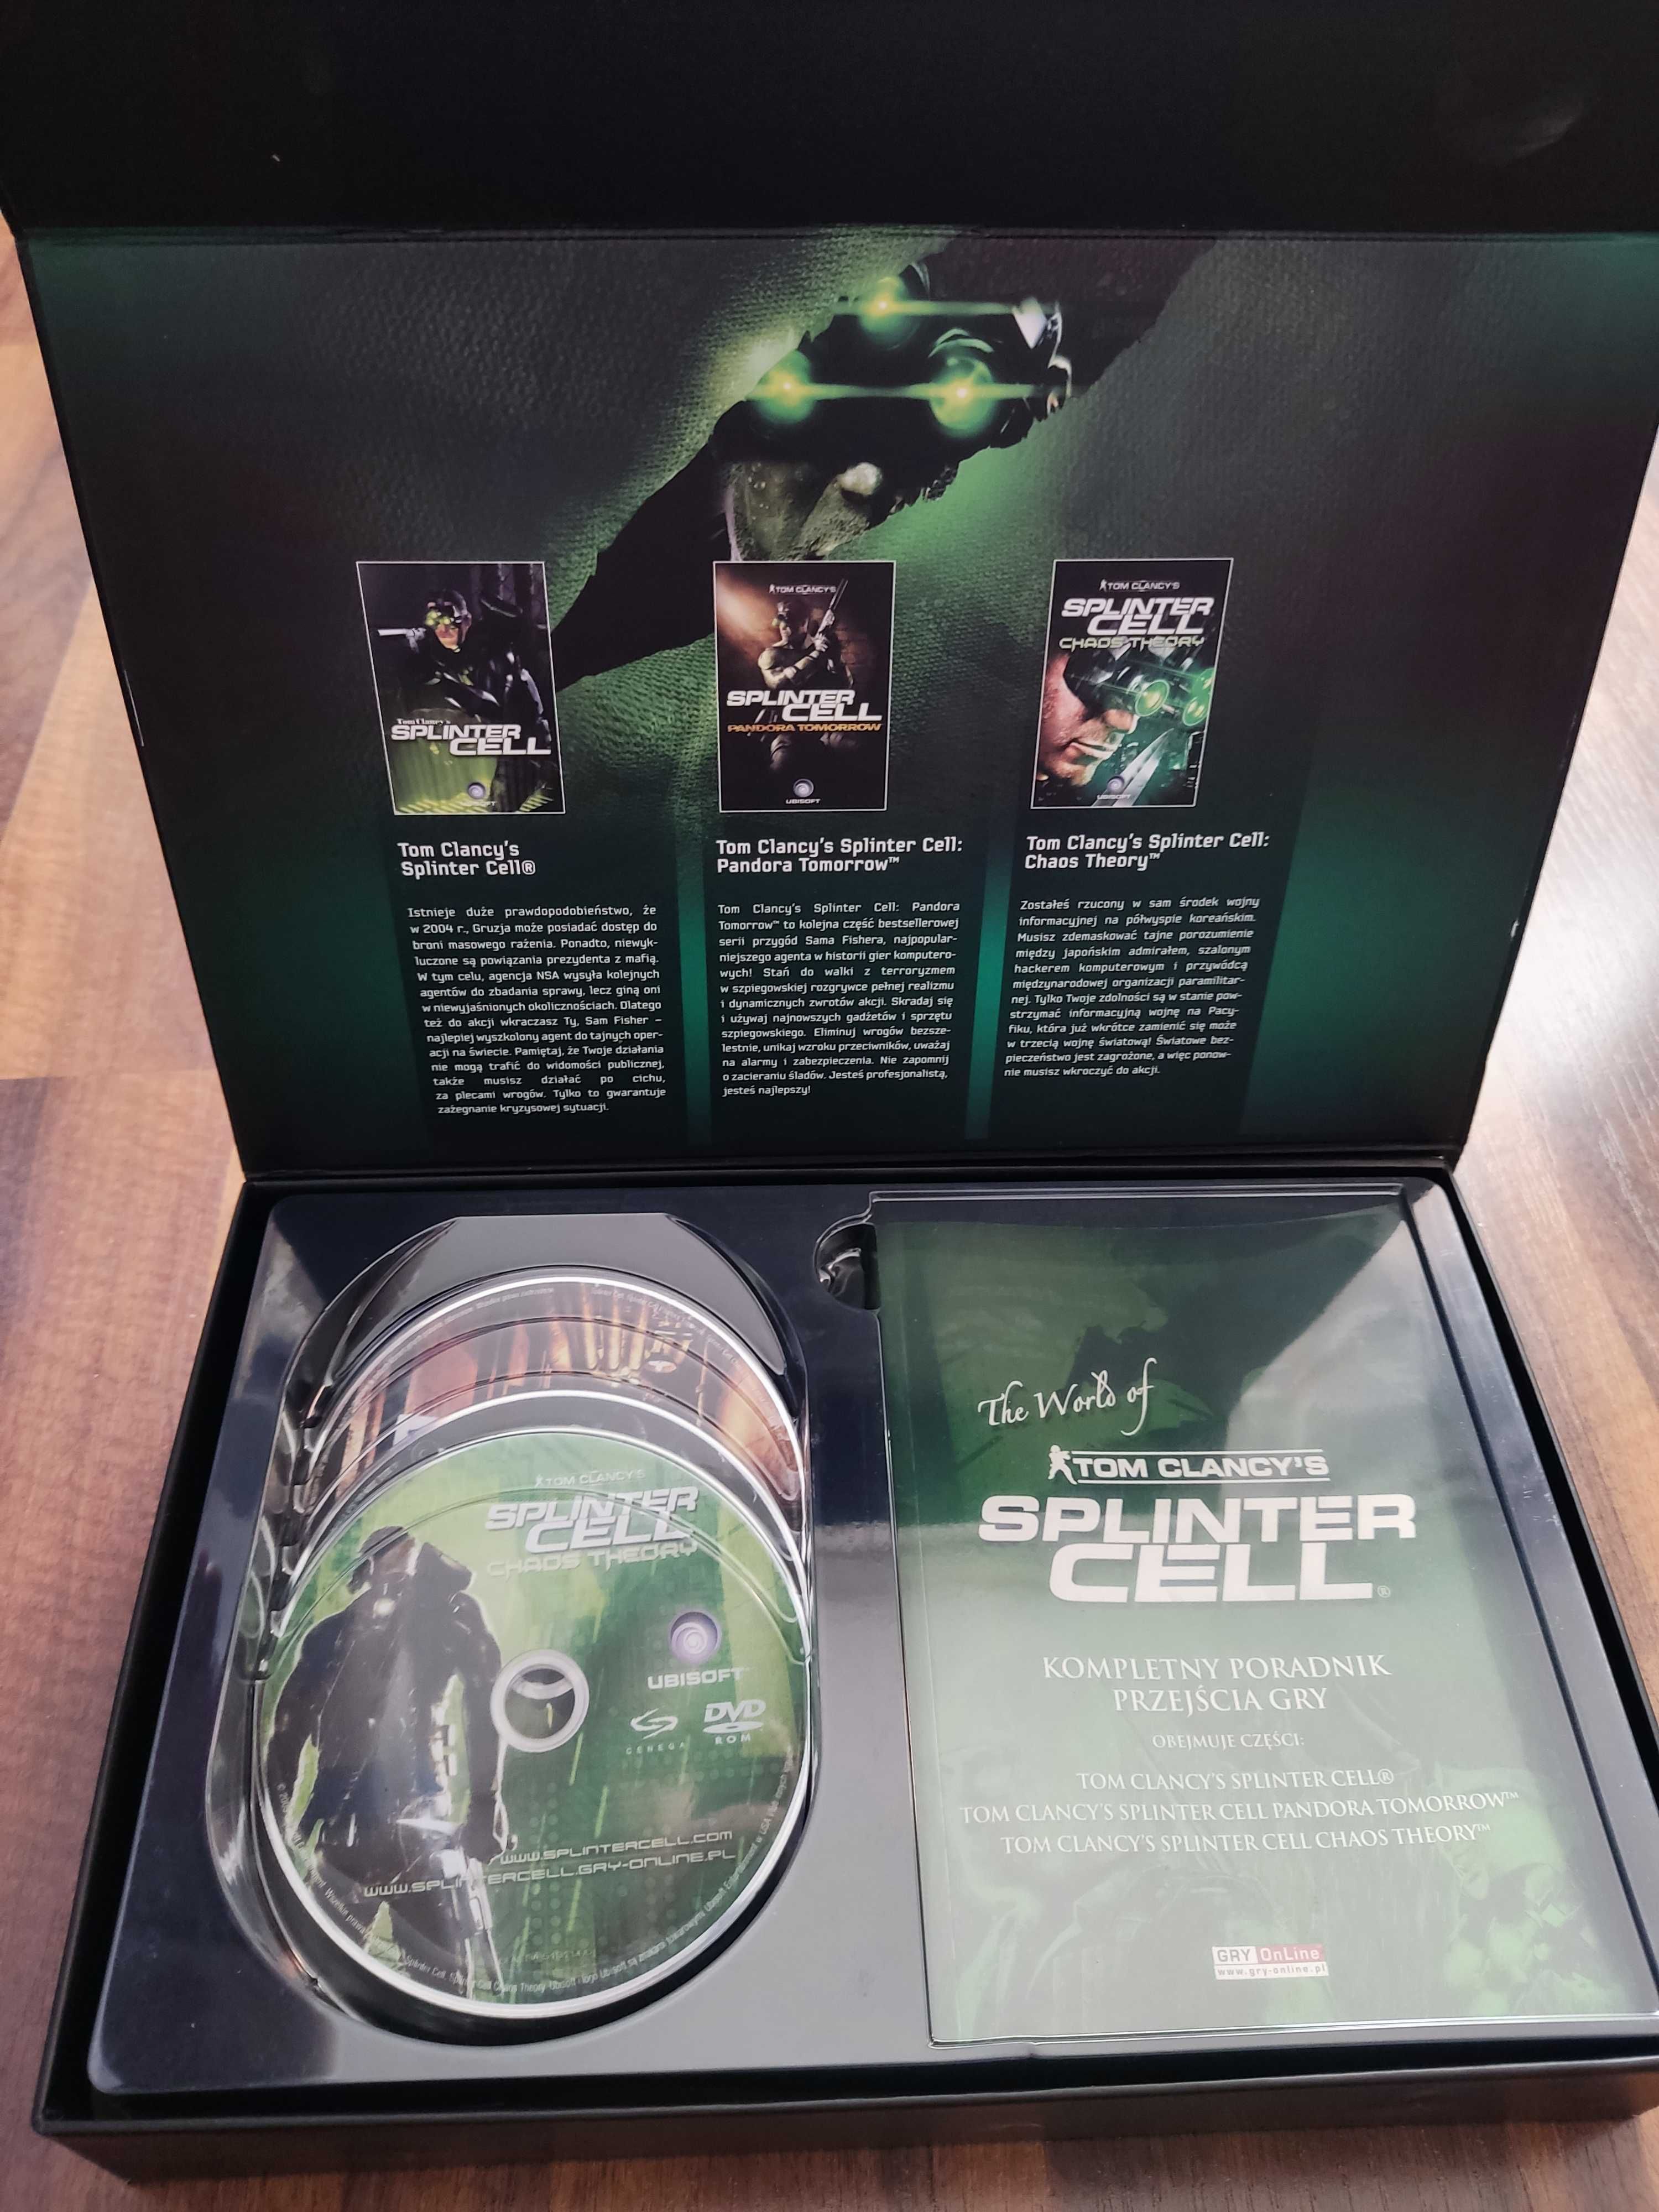 Tom Clancy's
SPLINTER
CELL
UBISOFT
TOM CLANCY'S
SPLINTER
CELL
PANDORA TOMORROW
UBISOFT
TOM CLANCY'S
SPLINTER
CELL
CHAOS THEORY
UBISOFT
Tom Clancy's
Splinter Cell®
Istnieje duże prawdopodobieństwo, że
w 2004 r., Gruzja może posiadać dostęp do
broni masowego rażenia. Ponadto, niewyk-
luczone są powiązania prezydenta z mafią.
W tym celu, agencja NSA wysyła kolejnych
agentów do zbadania sprawy, lecz giną oni
w niewyjaśnionych okolicznościach. Dlatego
też do akcji wkraczasz Ty, Sam Fisher –
najlepiej wyszkolony agent do tajnych oper-
acji na świecie. Pamiętaj, że Twoje działania
nie mogą trafić do widomości publicznej,
także musisz działać po cichu,
za plecami wrogów. Tylko to gwarantuje
zażegnanie kryzysowej sytuacji.
Tom Clancy's Splinter Cell:
Pandora Tomorrow™
Tom Clancy's Splinter Cell: Pandora
Tomorrow™ to kolejna część bestsellerowej
serii przygód Sama Fishera, najpopular-
niejszego agenta w historii gier komputero-
wych! Stań do walki z terroryzmem
w szpiegowskiej rozgrywce pełnej realizmu
i dynamicznych zwrotów akcji. Skradaj się
i używaj najnowszych gadżetów i sprzętu
szpiegowskiego. Eliminuj wrogów bezsze-
lestnie, unikaj wzroku przeciwników, uważaj
na alarmy i zabezpieczenia. Nie zapomnij
o zacieraniu śladów. Jesteś profesjonalistą,
jesteś najlepszy!
Tom Clancy's Splinter Cell:
Chaos Theory™
Zostałeś rzucony w sam środek wojny
informacyjnej na półwyspie koreańskim.
Musisz zdemaskować tajne porozumienie
między japońskim admirałem, szalonym
hackerem komputerowym i przywódcą
międzynarodowej organizacji paramilitar-
nej. Tylko Twoje zdolności są w stanie pow-
strzymać informacyjną wojnę na Pacy-
fiku, która już wkrótce zamienić się może
w trzecią wojnę światową! Światowe bez-
pieczeństwo jest zagrożone, a więc ponow-
nie musisz wkroczyć do akcji.
TOM CLANCY'S
SPLINTER
CELL
CHAOS THEORY
UBISOFT
CENEGA
DVD
ROM
WWW.SPLINTERCELL.COM
WWW.SPLINTERCELL.GRY-ONLINE.PL
The World of
TOM CLANCY'S
SPLINTER
CELL®
KOMPLETNY PORADNIK
PRZEJŚCIA GRY
OBEJMUJE CZĘŚCI:
TOM CLANCY'S SPLINTER CELL®
TOM CLANCY'S SPLINTER CELL PANDORA TOMORROW™
TOM CLANCY'S SPLINTER CELL CHAOS THEORY™
GRY OnLine
www.gry-online.pl